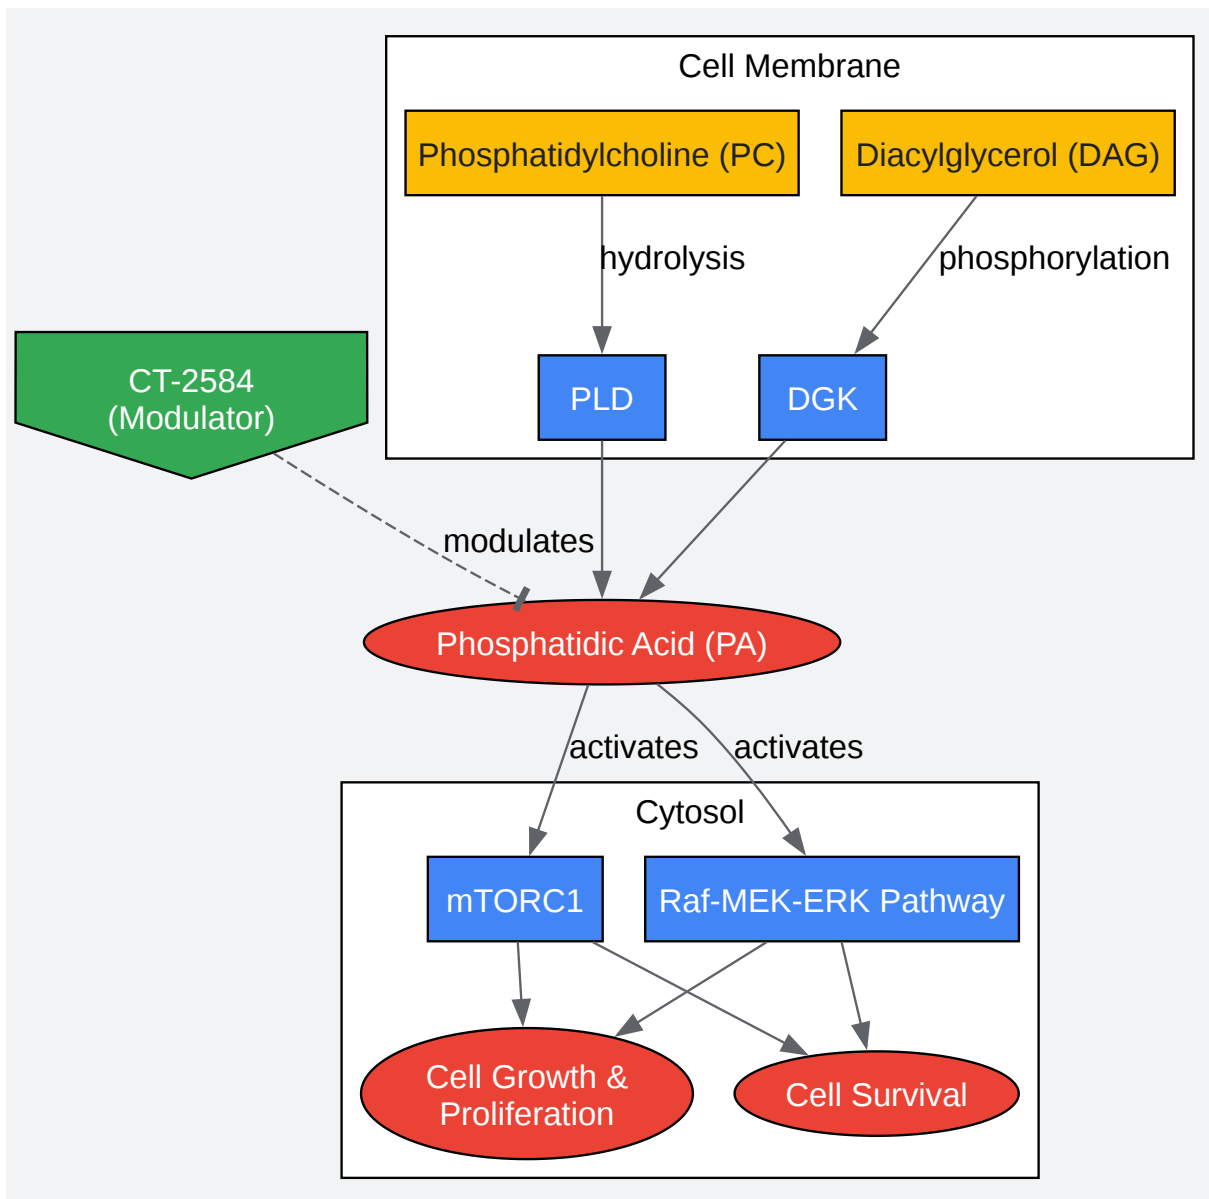 Cell Membrane
Phosphatidylcholine (PC)
Diacylglycerol (DAG)
hydrolysis
phosphorylation
CT-2584
(Modulator)
PLD
DGK
modulates
Phosphatidic Acid (PA)
activates
activates
Cytosol
mTORC1
Raf-MEK-ERK Pathway
Cell Growth &
Proliferation
Cell Survival